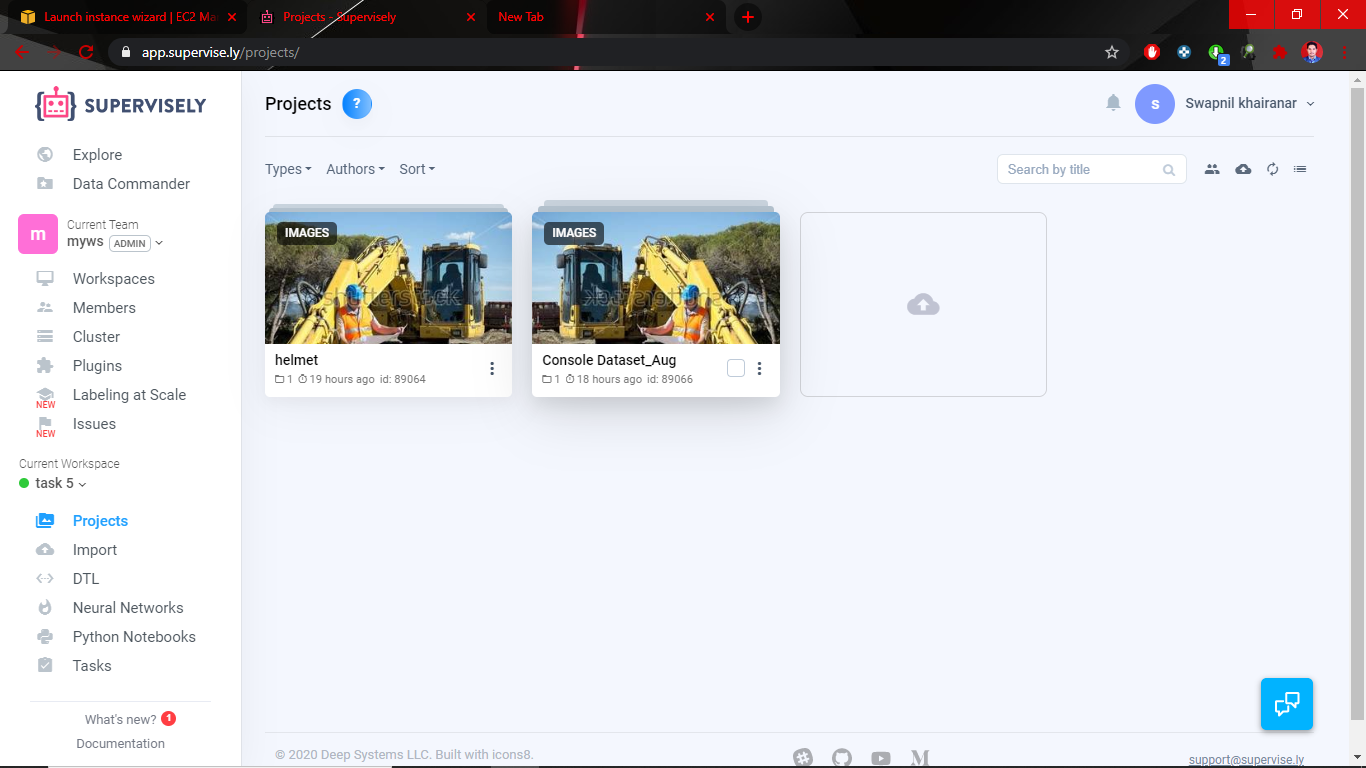 Launch instance wizard | EC2 Ma
Projects - Supervisely
New Tab
app.supervise.ly/projects/
2
SUPERVISELY
Explore
Data Commander
m
Current Team
myws ADMIN
Workspaces
Members
Cluster
Plugins
Labeling at Scale
NEW
Issues
NEW
Current Workspace
task 5
Projects
Import
DTL
Neural Networks
Python Notebooks
Tasks
What's new? 1
Documentation
Projects ?
s
Swapnil khairanar
Types Authors Sort
Search by title
IMAGES
shutterstock
helmet
1 19 hours ago id: 89064
IMAGES
Console Dataset_Aug
1 18 hours ago id: 89066
© 2020 Deep Systems LLC. Built with icons8.
support@supervise.ly